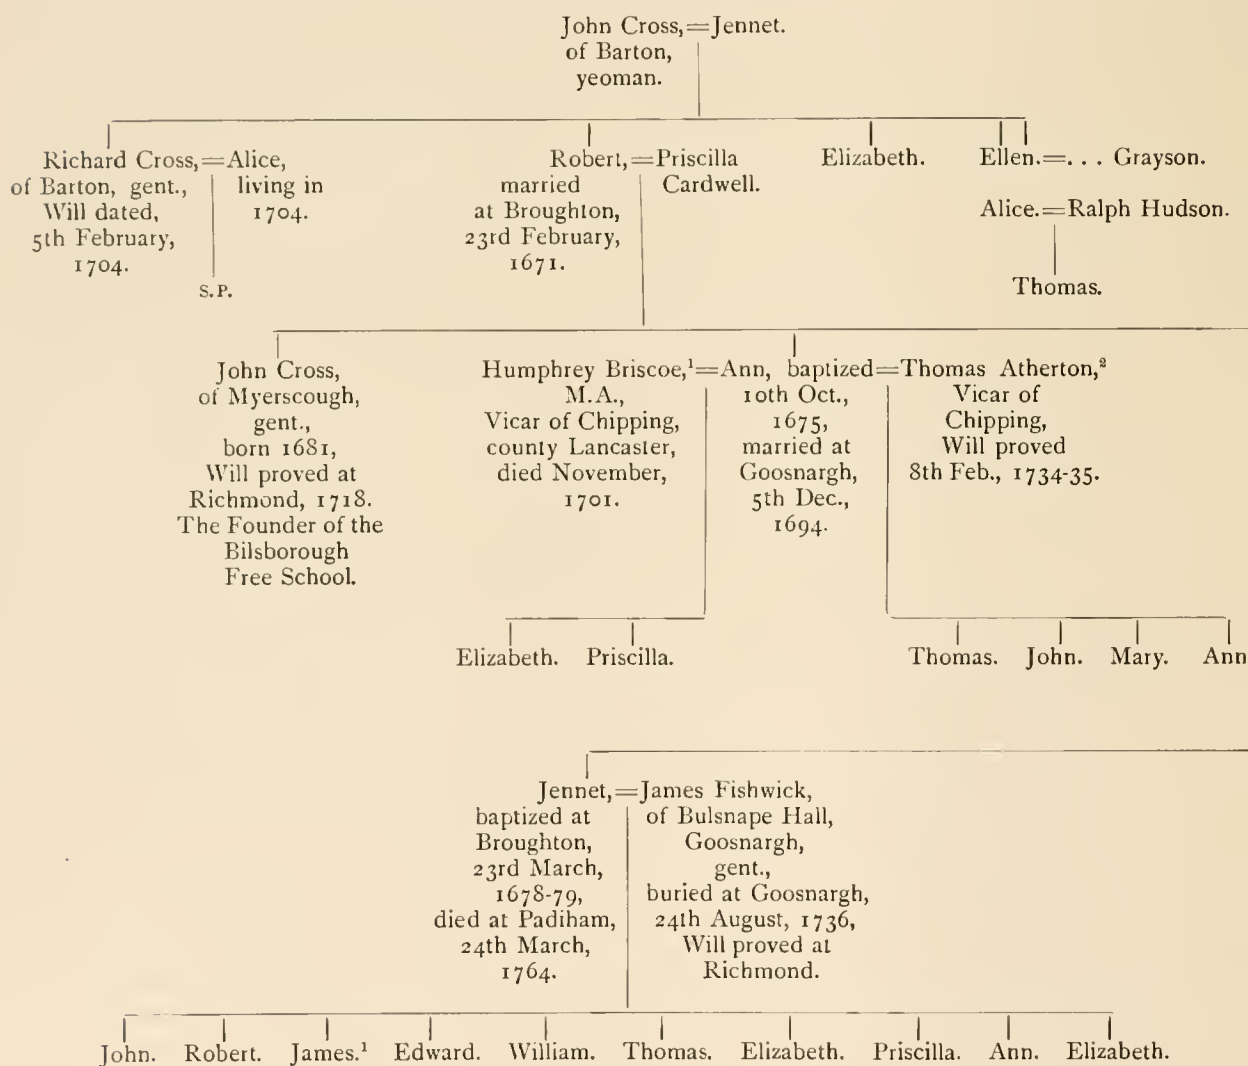 John Cross,=Jennet.
of Barton,
yeoman.
Richard Cross,=Alice,
of Barton, gent., living in
Will dated, 1704.
5th February,
1704.
S.P.
Robert,=Priscilla
married Cardwell.
at Broughton,
23rd February,
1671.
Elizabeth.
Ellen.=... Grayson.
Alice.=Ralph Hudson.
Thomas.
John Cross,
of Myerscough,
gent.,
born 1681,
Will proved at
Richmond, 1718.
The Founder of the
Bilsborough
Free School.
Humphrey Briscoe,¹=Ann, baptized=Thomas Atherton,²
M.A., 10th Oct., Vicar of
Vicar of Chipping, 1675, Chipping,
county Lancaster, married at Will proved
died November, Goosnargh, 8th Feb., 1734-35.
1701. 5th Dec.,
1694.
Elizabeth. Priscilla.
Thomas. John. Mary. Ann
Jennet,=James Fishwick,
baptized at of Bulsnape Hall,
Broughton, Goosnargh,
23rd March, gent.,
1678-79, buried at Goosnargh,
died at Padiham, 24th August, 1736,
24th March, Will proved at
1764. Richmond.
John. Robert. James.¹ Edward. William. Thomas. Elizabeth. Priscilla. Ann. Elizabeth.